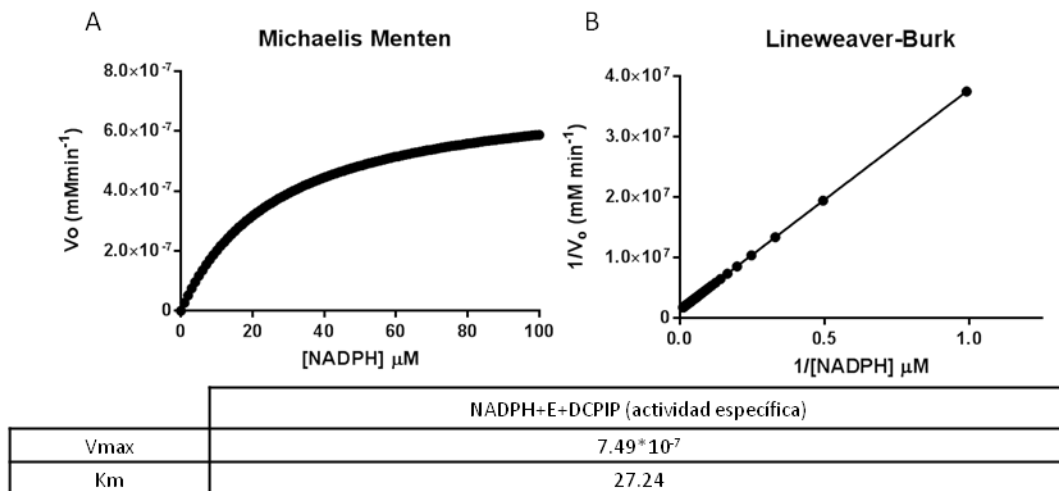 A
Michaelis Menten
8.0×10⁻⁷
6.0×10⁻⁷
4.0×10⁻⁷
2.0×10⁻⁷
0
Vo (mMmin⁻¹)
0 20 40 60 80 100
[NADPH] µM
B
Lineweaver-Burk
4.0×10⁷
3.0×10⁷
2.0×10⁷
1.0×10⁷
0
1/Vₒ (mM min⁻¹)
0.0 0.5 1.0
1/[NADPH] µM
NADPH+E+DCPIP (actividad específica)
Vmax 7.49*10⁻⁷
Km 27.24